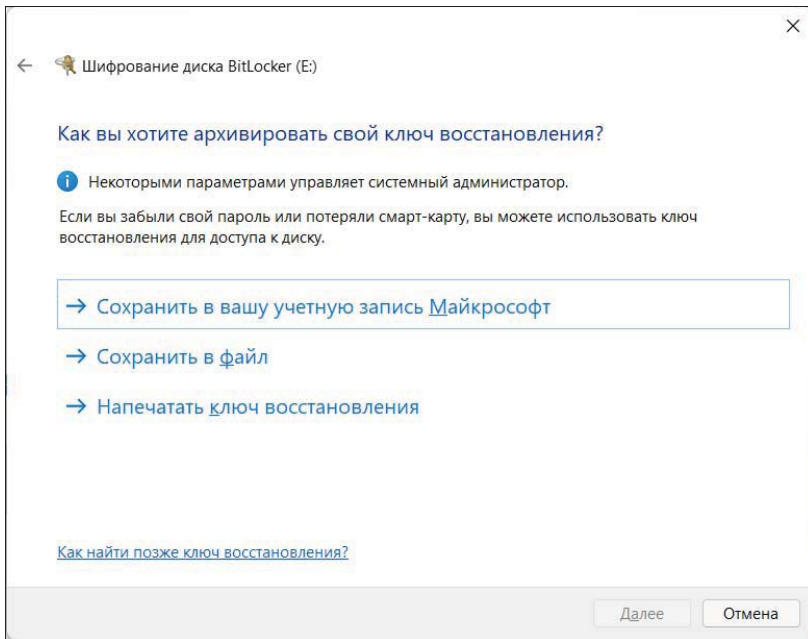 Шифрование диска BitLocker (E:)
Как вы хотите архивировать свой ключ восстановления?
Некоторыми параметрами управляет системный администратор.
Если вы забыли свой пароль или потеряли смарт-карту, вы можете использовать ключ
восстановления для доступа к диску.
Сохранить в вашу учетную запись Майкрософт
Сохранить в файл
Напечатать ключ восстановления
Как найти позже ключ восстановления?
Далее
Отмена